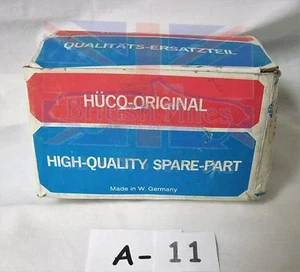 QUALITÄTS-ERSATZTEIL
HÜCO-ORIGINAL
HIGH-QUALITY SPARE-PART
Made in W. Germany
A-11